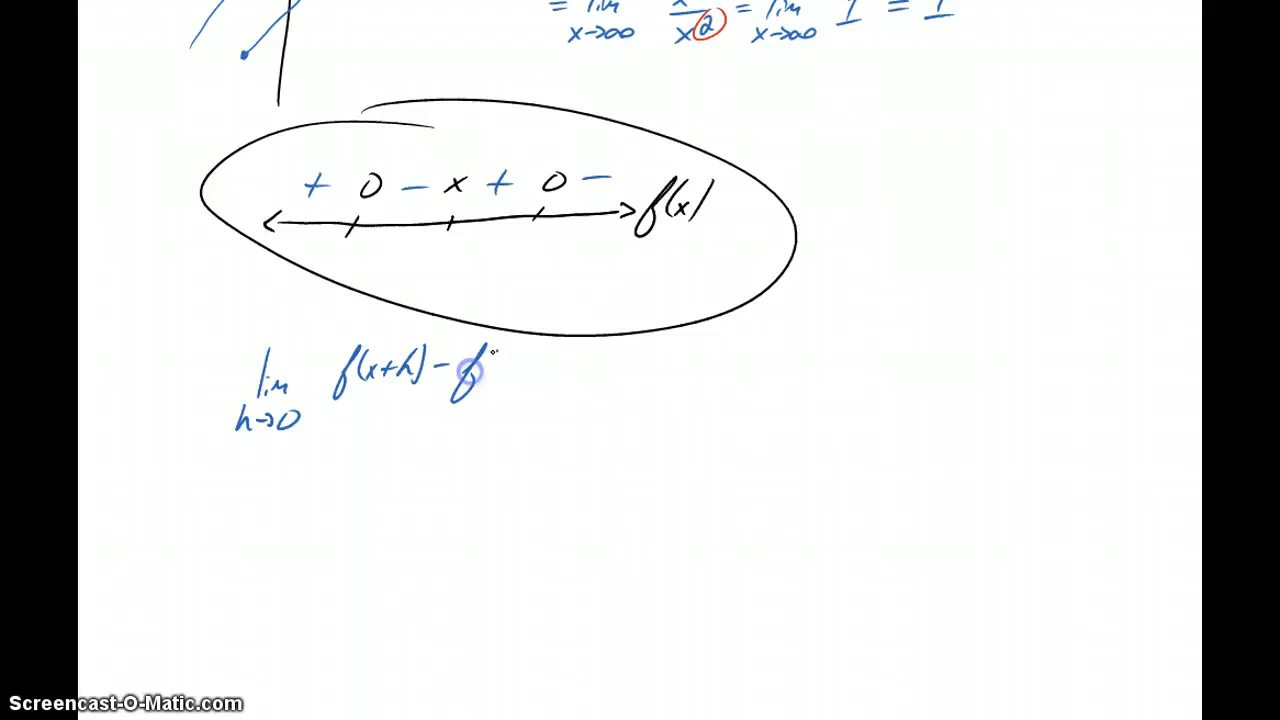 = lim x/x² = lim 1 = 1
x→∞ x→∞
+ 0 − x + 0 − f(x)
lim f(x+h) − f
h→0
Screencast-O-Matic.com